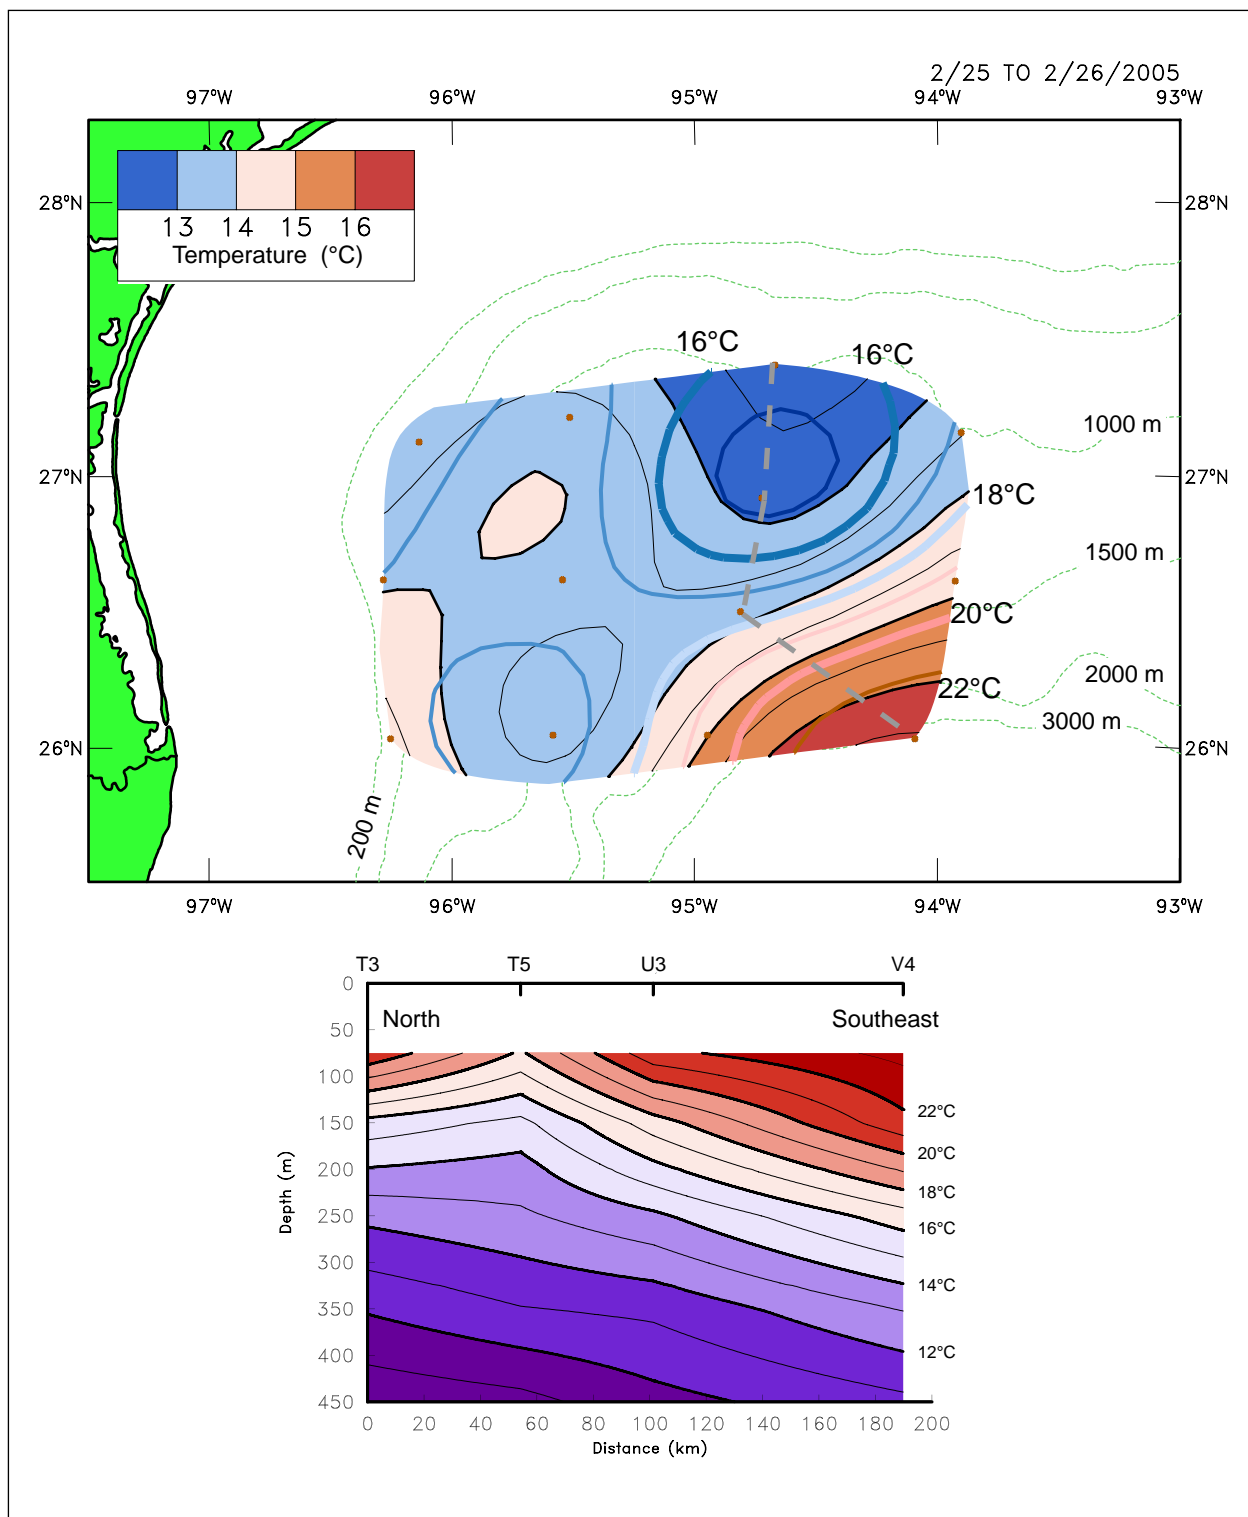 2/25 TO 2/26/2005
97°W 96°W 95°W 94°W 93°W
28°N 28°N
13 14 15 16
Temperature (°C)
16°C 16°C
1000 m
27°N 27°N
18°C
1500 m
20°C
2000 m
22°C
3000 m
26°N 26°N
200 m
97°W 96°W 95°W 94°W 93°W
T3 T5 U3 V4
0
North Southeast
50
100
22°C
150
20°C
200
18°C
16°C
250
14°C
300
350
12°C
400
450
Depth (m)
0 20 40 60 80 100 120 140 160 180 200
Distance (km)